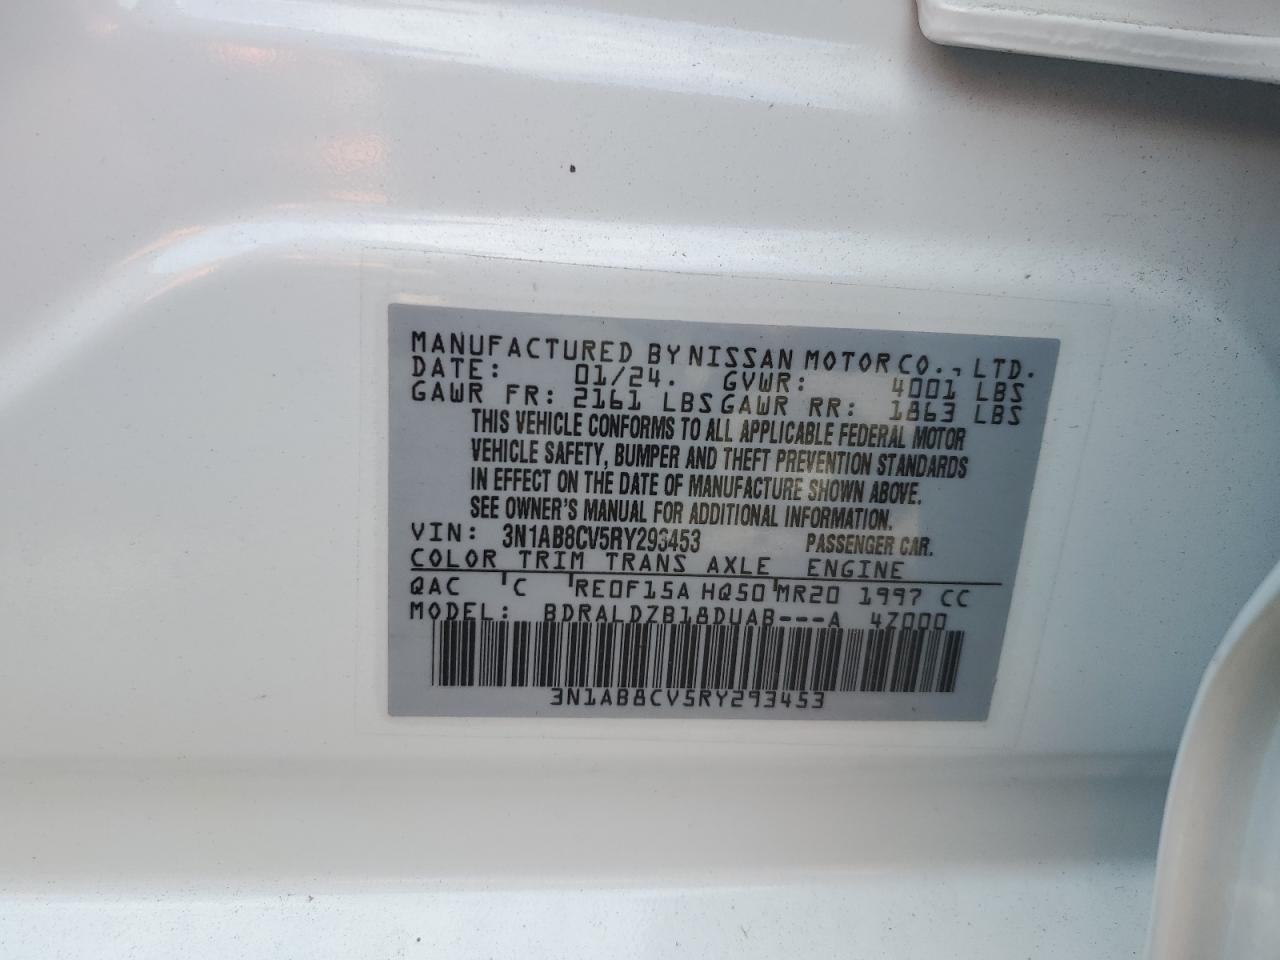 MANUFACTURED BY NISSAN MOTOR CO., LTD.
DATE: 01/24. GVWR: 4001 LBS
GAWR FR: 2161 LBS GAWR RR: 1863 LBS
THIS VEHICLE CONFORMS TO ALL APPLICABLE FEDERAL MOTOR
VEHICLE SAFETY, BUMPER AND THEFT PREVENTION STANDARDS
IN EFFECT ON THE DATE OF MANUFACTURE SHOWN ABOVE.
SEE OWNER'S MANUAL FOR ADDITIONAL INFORMATION.
VIN: 3N1AB8CV5RY293453 PASSENGER CAR.
COLOR TRIM TRANS AXLE ENGINE
QAC C RE0F15A HQ50 MR20 1997 CC
MODEL: BDRALDZB18DUAB---A 47000
3N1AB8CV5RY293453